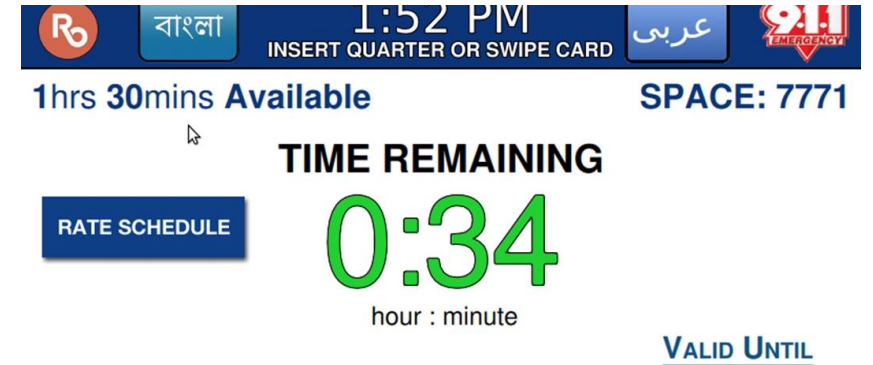 বাংলা
1:52 PM
INSERT QUARTER OR SWIPE CARD
عربى
911
EMERGENCY
1hrs 30mins Available
SPACE: 7771
TIME REMAINING
RATE SCHEDULE
0:34
hour : minute
VALID UNTIL